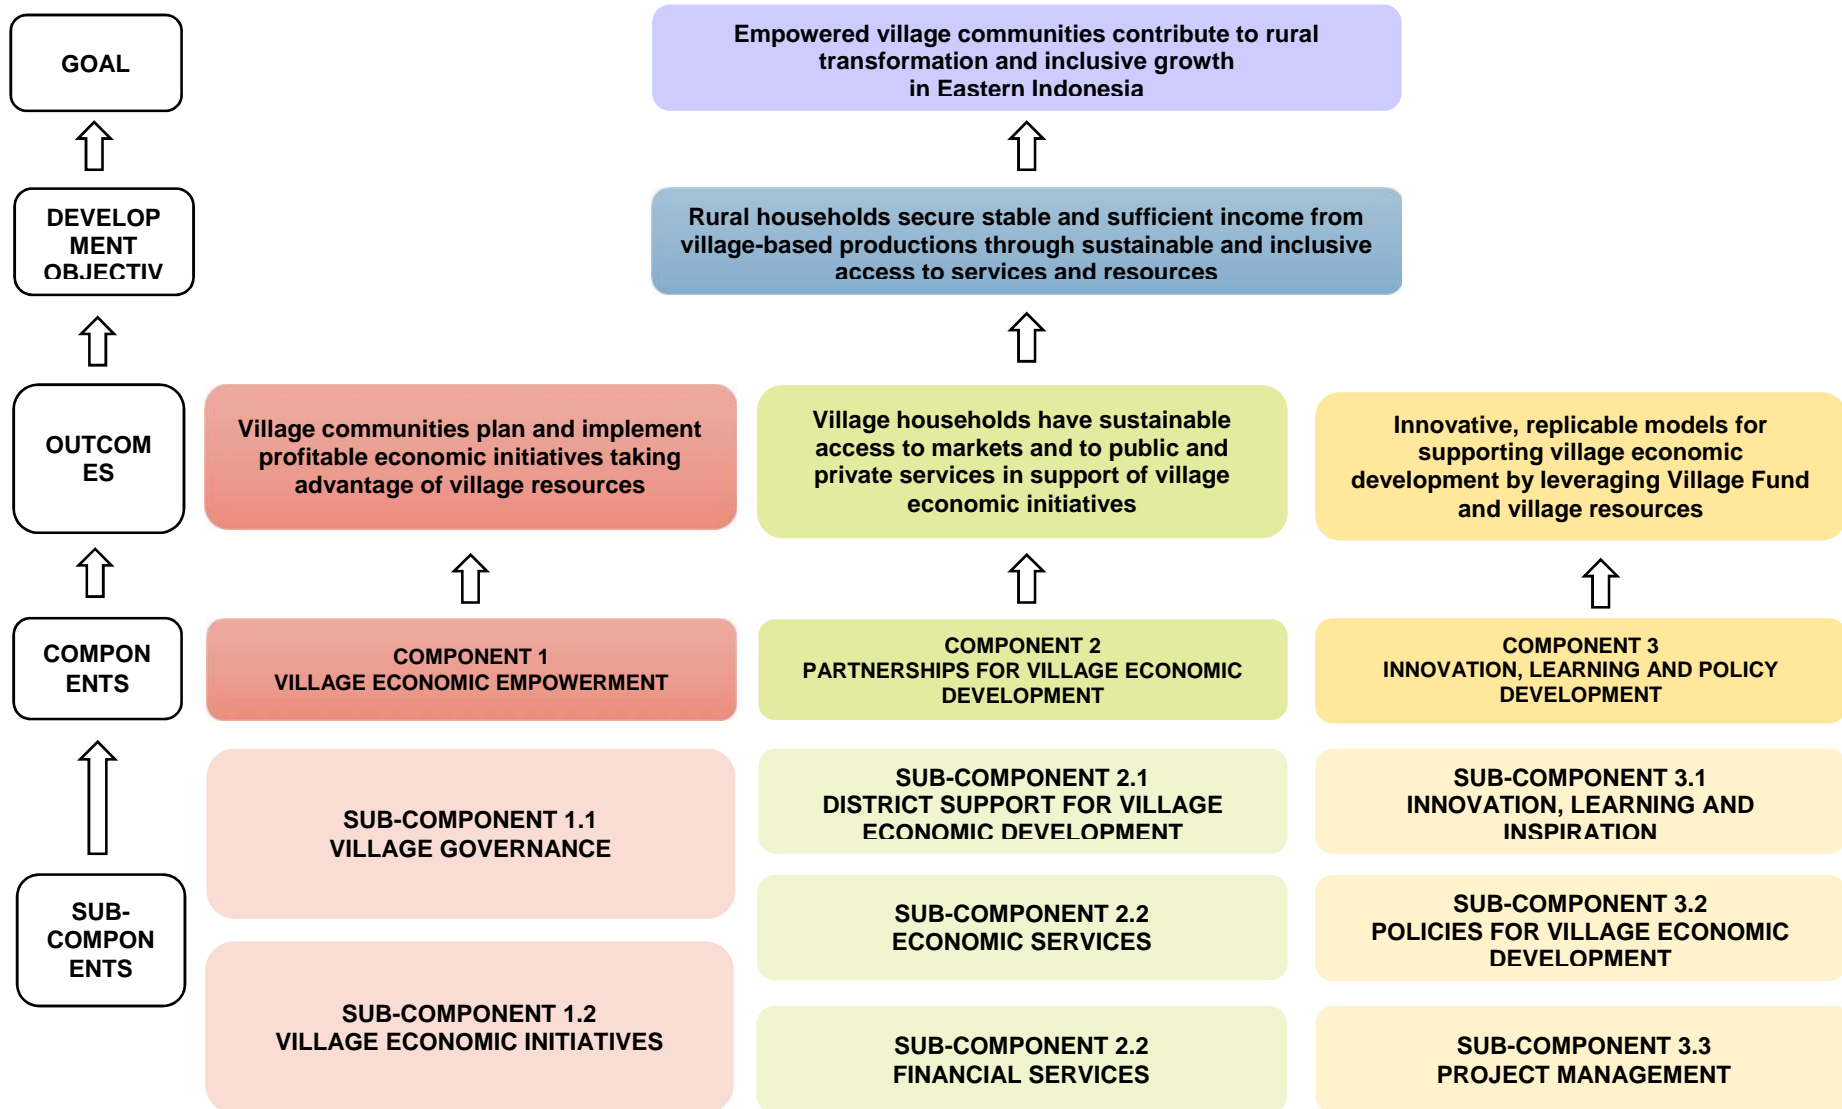 GOAL
Empowered village communities contribute to rural
transformation and inclusive growth
in Eastern Indonesia
DEVELOP
MENT
OBJECTIV
Rural households secure stable and sufficient income from
village-based productions through sustainable and inclusive
access to services and resources
OUTCOM
ES
Village communities plan and implement
profitable economic initiatives taking
advantage of village resources
Village households have sustainable
access to markets and to public and
private services in support of village
economic initiatives
Innovative, replicable models for
supporting village economic
development by leveraging Village Fund
and village resources
COMPON
ENTS
COMPONENT 1
VILLAGE ECONOMIC EMPOWERMENT
COMPONENT 2
PARTNERSHIPS FOR VILLAGE ECONOMIC
DEVELOPMENT
COMPONENT 3
INNOVATION, LEARNING AND POLICY
DEVELOPMENT
SUB-
COMPON
ENTS
SUB-COMPONENT 1.1
VILLAGE GOVERNANCE
SUB-COMPONENT 1.2
VILLAGE ECONOMIC INITIATIVES
SUB-COMPONENT 2.1
DISTRICT SUPPORT FOR VILLAGE
ECONOMIC DEVELOPMENT
SUB-COMPONENT 2.2
ECONOMIC SERVICES
SUB-COMPONENT 2.2
FINANCIAL SERVICES
SUB-COMPONENT 3.1
INNOVATION, LEARNING AND
INSPIRATION
SUB-COMPONENT 3.2
POLICIES FOR VILLAGE ECONOMIC
DEVELOPMENT
SUB-COMPONENT 3.3
PROJECT MANAGEMENT